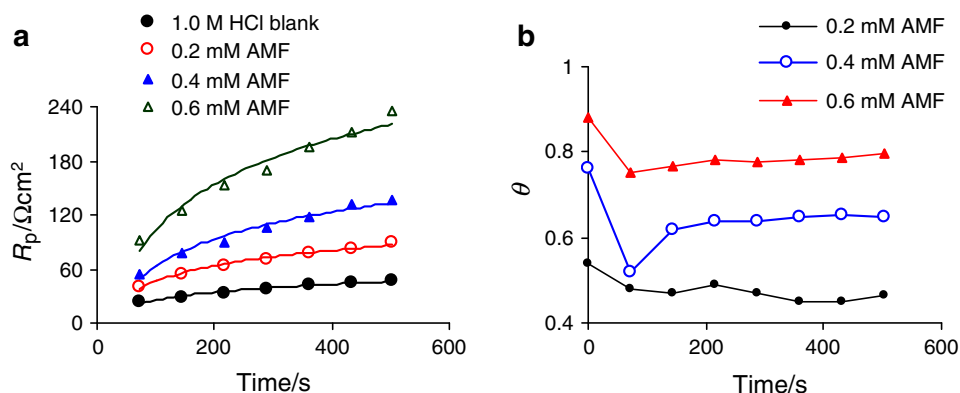 a
1.0 M HCl blank
0.2 mM AMF
0.4 mM AMF
0.6 mM AMF
240
180
120
60
0
Rp/Ωcm²
0 200 400 600
Time/s
b
0.2 mM AMF
0.4 mM AMF
0.6 mM AMF
1
0.8
0.6
0.4
θ
0 200 400 600
Time/s